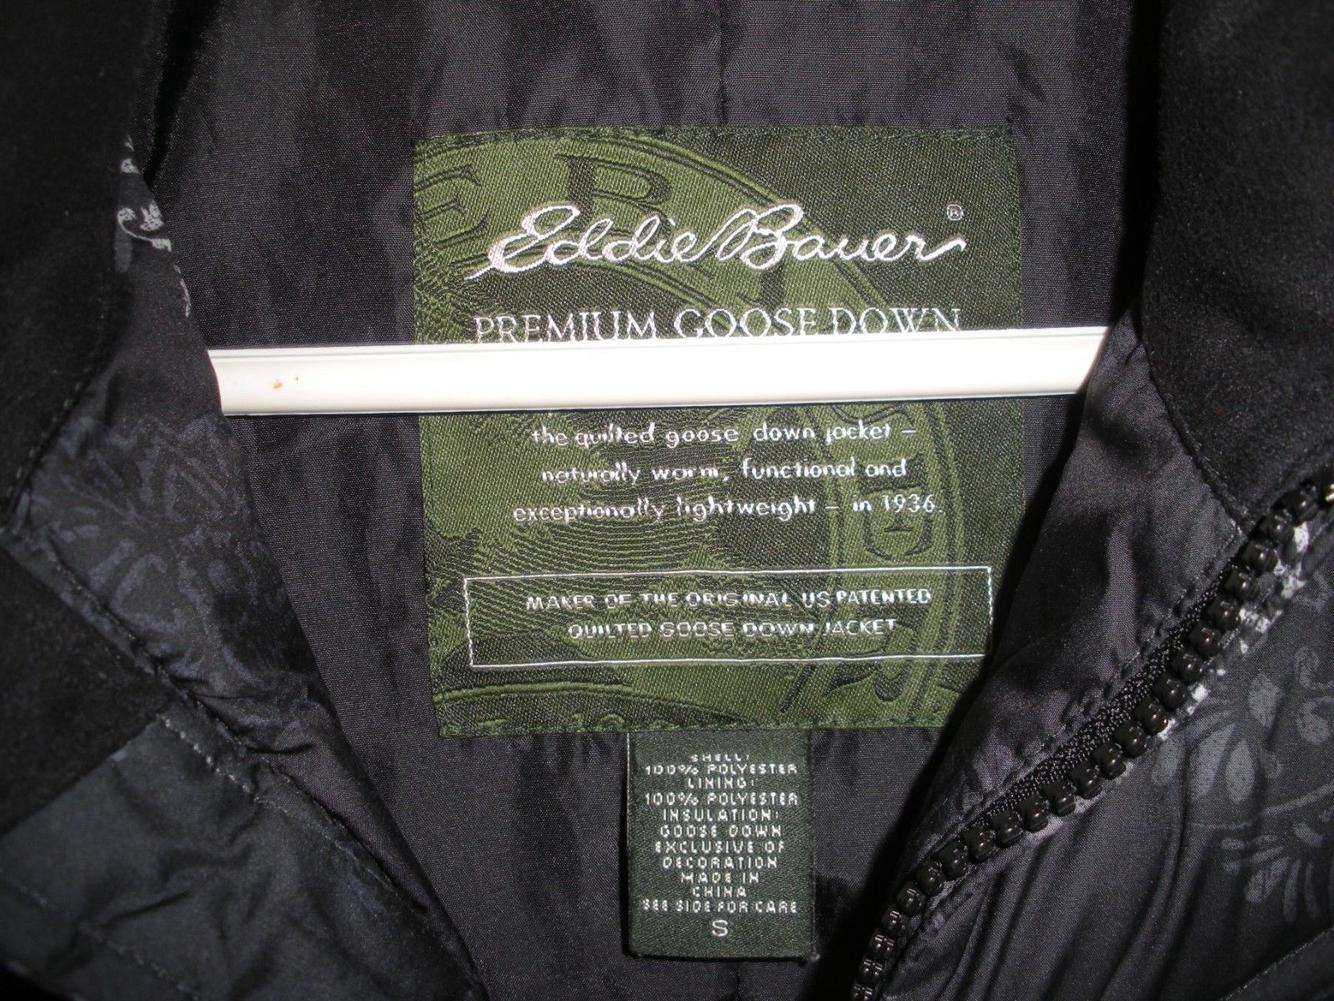 Eddie Bauer®
PREMIUM GOOSE DOWN
the quilted goose down jacket –
naturally warm, functional and
exceptionally lightweight – in 1936.
MAKER OF THE ORIGINAL US PATENTED
QUILTED GOOSE DOWN JACKET
SHELL:
100% POLYESTER
LINING:
100% POLYESTER
INSULATION:
GOOSE DOWN
EXCLUSIVE OF
DECORATION
MADE IN
CHINA
SEE SIDE FOR CARE
S